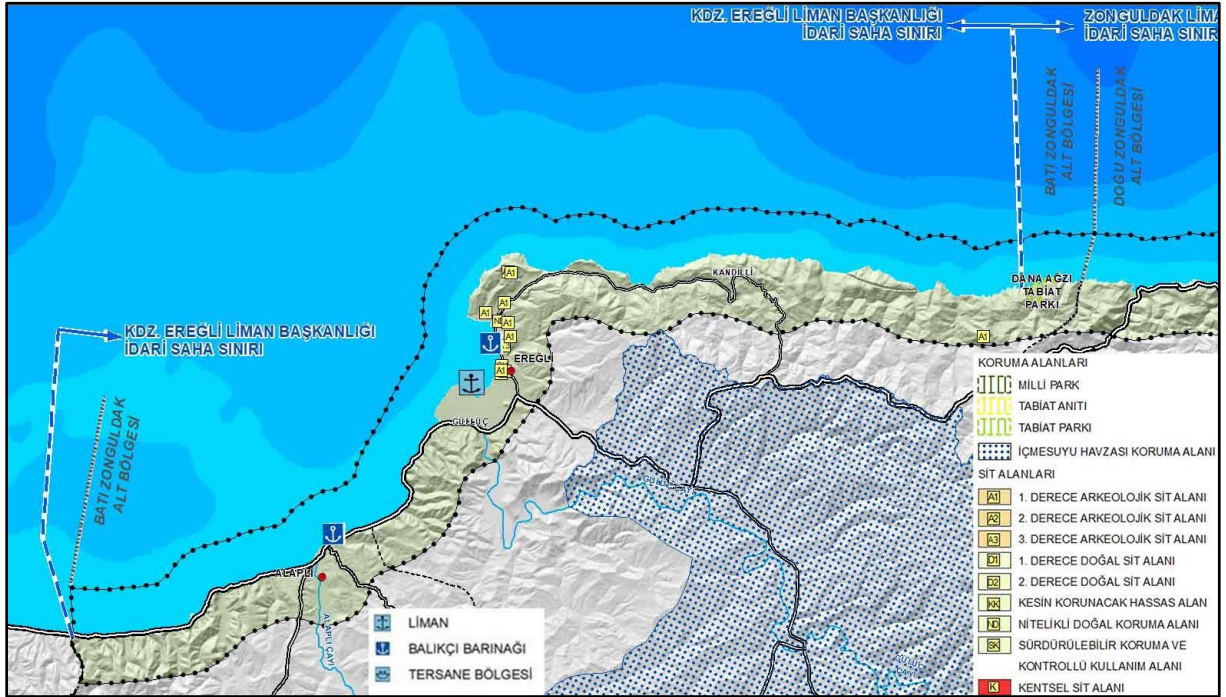 KDZ. EREĞLİ LİMAN BAŞKANLIĞI
İDARİ SAHA SINIRI
ZONGULDAK LİMA
İDARİ SAHA SINIR
BATI ZONGULDAK
ALT BÖLGESİ
DOĞU ZONGULDAK
ALT BÖLGESİ
A1
KANDİLLİ
DANA AĞZI
TABİAT
PARKI
A1
A1
A1
A1
A1
EREĞLİ
A1
KDZ. EREĞLİ LİMAN BAŞKANLIĞI
İDARİ SAHA SINIRI
BATI ZONGULDAK
ALT BÖLGESİ
GÜLÜÇ
ALAPLI
ALAPLI ÇAYI
LİMAN
BALIKÇI BARINAĞI
TERSANE BÖLGESİ
KORUMA ALANLARI
MİLLİ PARK
TABİAT ANITI
TABİAT PARKI
İÇMESUYU HAVZASI KORUMA ALANI
SİT ALANLARI
A1 1. DERECE ARKEOLOJİK SİT ALANI
A2 2. DERECE ARKEOLOJİK SİT ALANI
A3 3. DERECE ARKEOLOJİK SİT ALANI
D1 1. DERECE DOĞAL SİT ALANI
D2 2. DERECE DOĞAL SİT ALANI
KK KESİN KORUNACAK HASSAS ALAN
ND NİTELİKLİ DOĞAL KORUMA ALANI
SK SÜRDÜRÜLEBİLİR KORUMA VE
KONTROLLÜ KULLANIM ALANI
K KENTSEL SİT ALANI